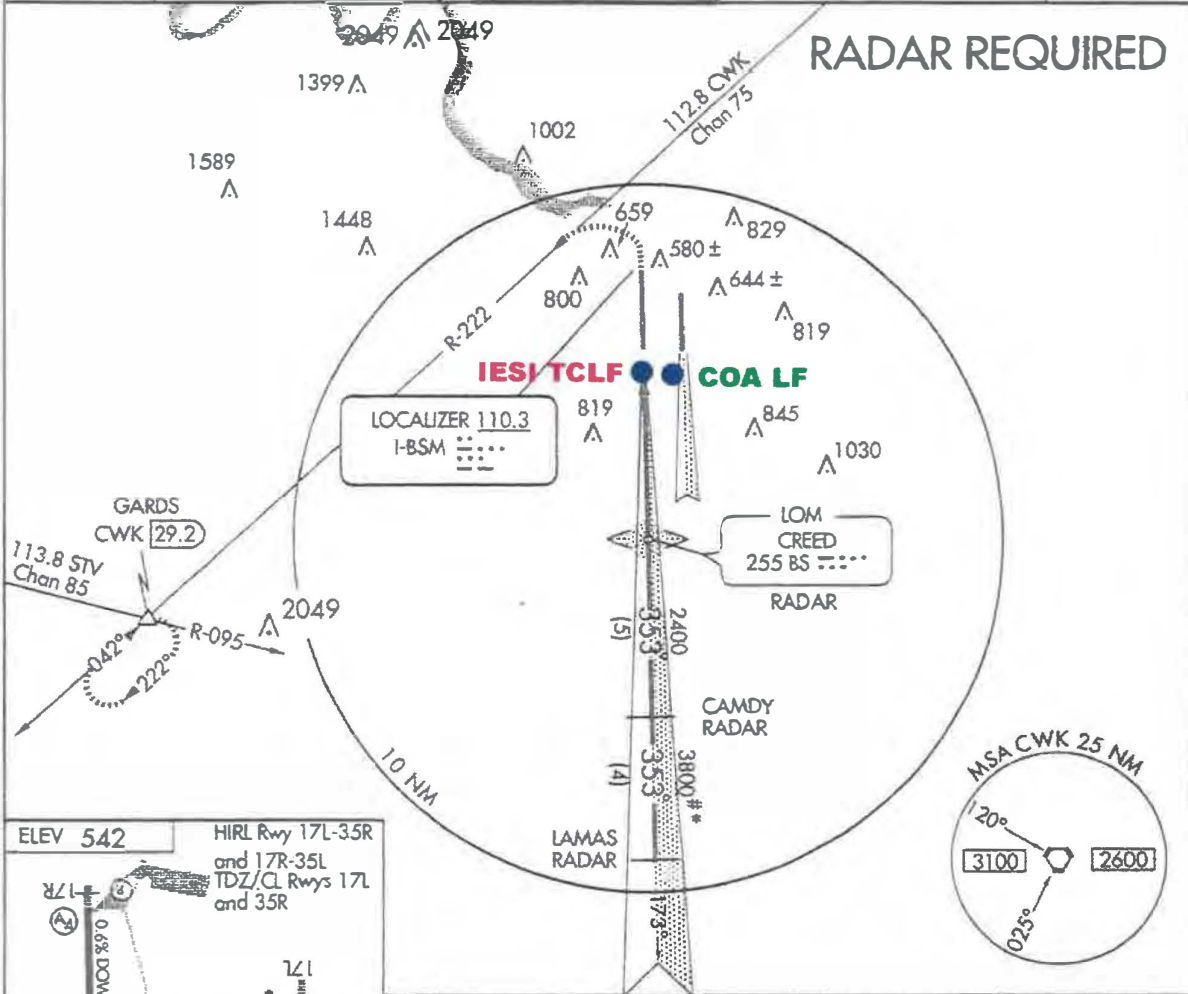 RADAR REQUIRED
2049
2049
1399
112.8 CWK
Chan 75
1002
1589
1448
659
829
580 ±
644 ±
800
819
R-222
IESI TCLF
COA LF
LOCALIZER 110.3
I-BSM
819
845
1030
GARDS
CWK 29.2
LOM
CREED
255 BS
RADAR
113.8 STV
Chan 85
2049
R-095
042°
222°
2400
353°
(5)
CAMDY
RADAR
3800 # *
353°
(4)
10 NM
MSA CWK 25 NM
120°
3100
2600
025°
LAMAS
RADAR
173°
ELEV 542
HIRL Rwy 17L-35R
and 17R-35L
TDZ/CL Rwys 17L
and 35R
17R
A4
0.6% DOW
17L